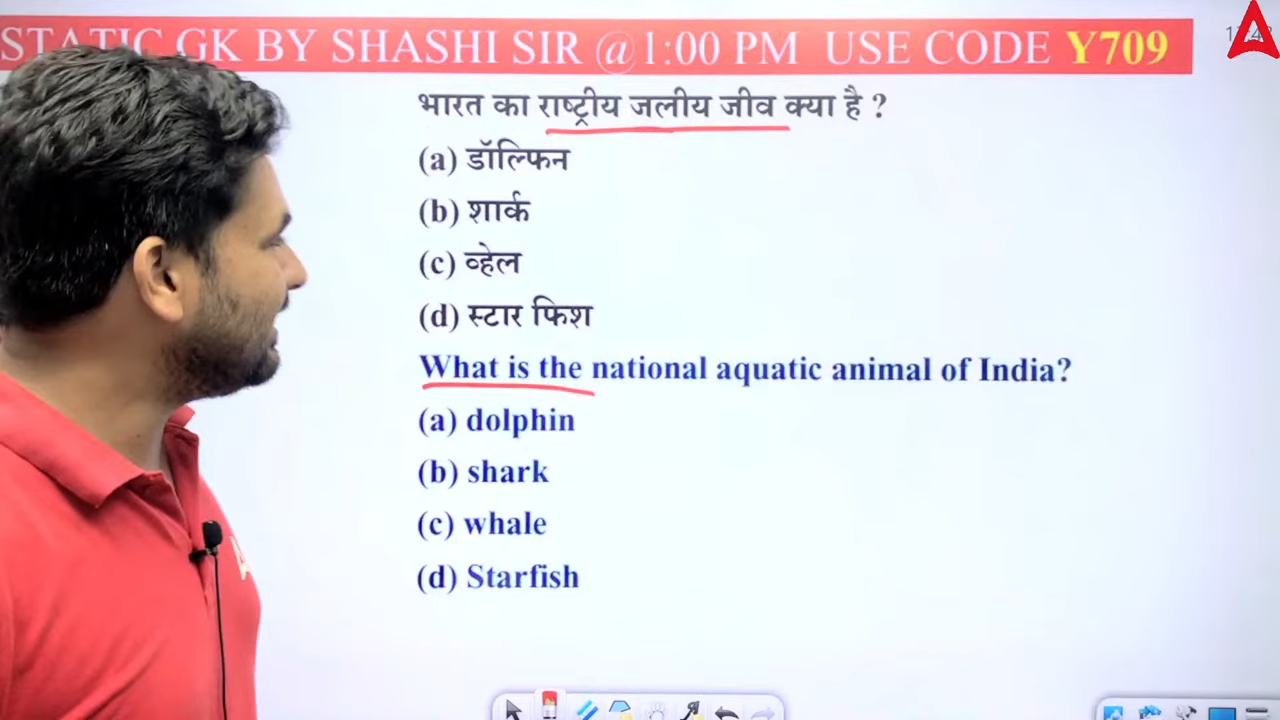 STATIC GK BY SHASHI SIR @1:00 PM USE CODE Y709
भारत का राष्ट्रीय जलीय जीव क्या है ?
(a) डॉल्फिन
(b) शार्क
(c) व्हेल
(d) स्टार फिश
What is the national aquatic animal of India?
(a) dolphin
(b) shark
(c) whale
(d) Starfish